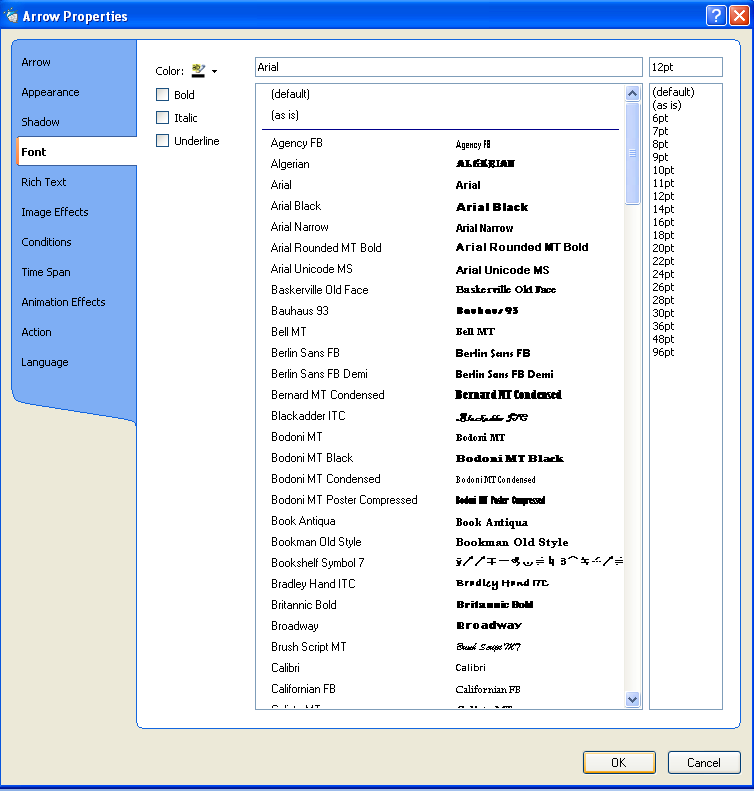 Arrow Properties
Arrow
Appearance
Shadow
Font
Rich Text
Image Effects
Conditions
Time Span
Animation Effects
Action
Language
Color:
Bold
Italic
Underline
Arial
(default)
(as is)
Agency FB Agency FB
Algerian ALGERIAN
Arial Arial
Arial Black Arial Black
Arial Narrow Arial Narrow
Arial Rounded MT Bold Arial Rounded MT Bold
Arial Unicode MS Arial Unicode MS
Baskerville Old Face Baskerville Old Face
Bauhaus 93 Bauhaus 93
Bell MT Bell MT
Berlin Sans FB Berlin Sans FB
Berlin Sans FB Demi Berlin Sans FB Demi
Bernard MT Condensed Bernard MT Condensed
Blackadder ITC Blackadder ITC
Bodoni MT Bodoni MT
Bodoni MT Black Bodoni MT Black
Bodoni MT Condensed Bodoni MT Condensed
Bodoni MT Poster Compressed Bodoni MT Poster Compressed
Book Antiqua Book Antiqua
Bookman Old Style Bookman Old Style
Bookshelf Symbol 7
Bradley Hand ITC Bradley Hand ITC
Britannic Bold Britannic Bold
Broadway Broadway
Brush Script MT Brush Script MT
Calibri Calibri
Californian FB Californian FB
12pt
(default)
(as is)
6pt
7pt
8pt
9pt
10pt
11pt
12pt
14pt
16pt
18pt
20pt
22pt
24pt
26pt
28pt
30pt
36pt
48pt
96pt
OK
Cancel